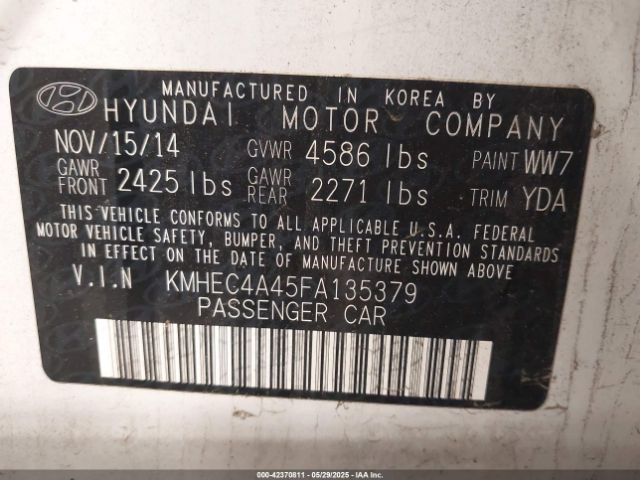 MANUFACTURED IN KOREA BY
HYUNDAI MOTOR COMPANY
NOV/15/14 GVWR 4586 lbs PAINT WW7
GAWR FRONT 2425 lbs GAWR REAR 2271 lbs TRIM YDA
THIS VEHICLE CONFORMS TO ALL APPLICABLE U.S.A. FEDERAL
MOTOR VEHICLE SAFETY, BUMPER, AND THEFT PREVENTION STANDARDS
IN EFFECT ON THE DATE OF MANUFACTURE SHOWN ABOVE
V.I.N KMHEC4A45FA135379
PASSENGER CAR
000-42370811 - 05/29/2025 - IAAI.com